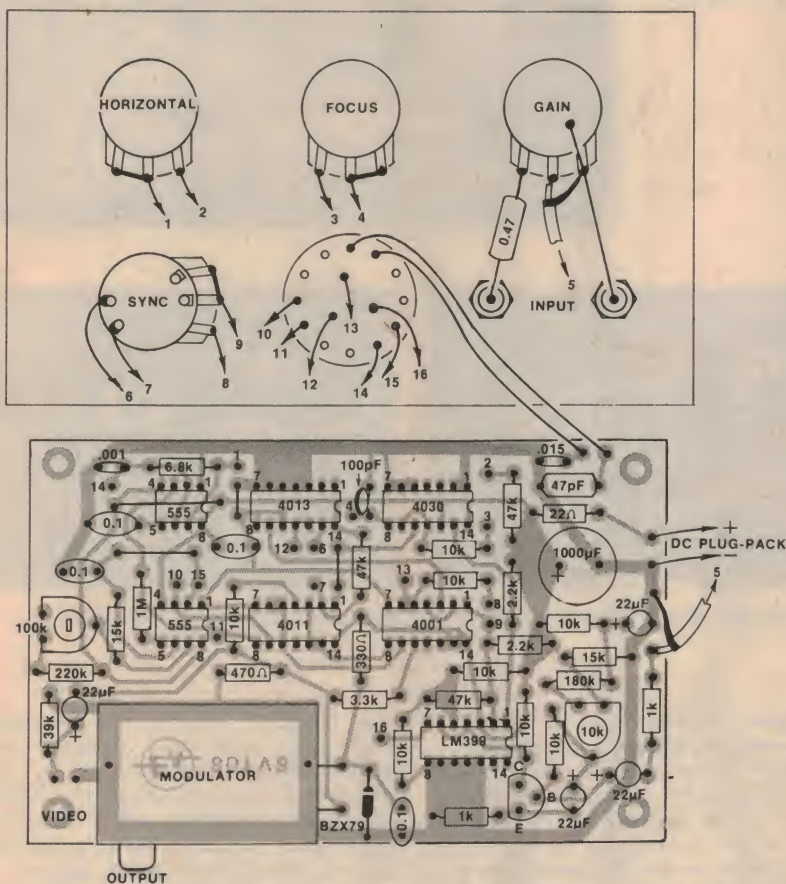 HORIZONTAL
FOCUS
GAIN
1
2
3
4
0.47
5
INPUT
SYNC
6
7
8
9
10
11
12
13
14
15
16
.001
6.8k
1
14
4
1
555
5
8
7
1
4013
8
14
100pF
4
7
1
4030
8
14
2
.015
47pF
22Ω
47k
3
+
DC PLUG-PACK
−
5
1000µF
+
0.1
0.1
12
6
47k
10k
10k
13
2.2k
0.1
10
15
7
8
9
100k
15k
1M
4
1
555
5
8
11
10k
7
1
4011
8
14
330Ω
7
1
4001
8
14
2.2k
10k
+
22µF
15k
180k
1k
220k
470Ω
10k
22µF
39k
+
3.3k
47k
16
10k
7
1
LM399
8
14
10k
10k
10k
MODULATOR
VIDEO
BZX79
0.1
1k
C
B
E
+
+
22µF
22µF
OUTPUT